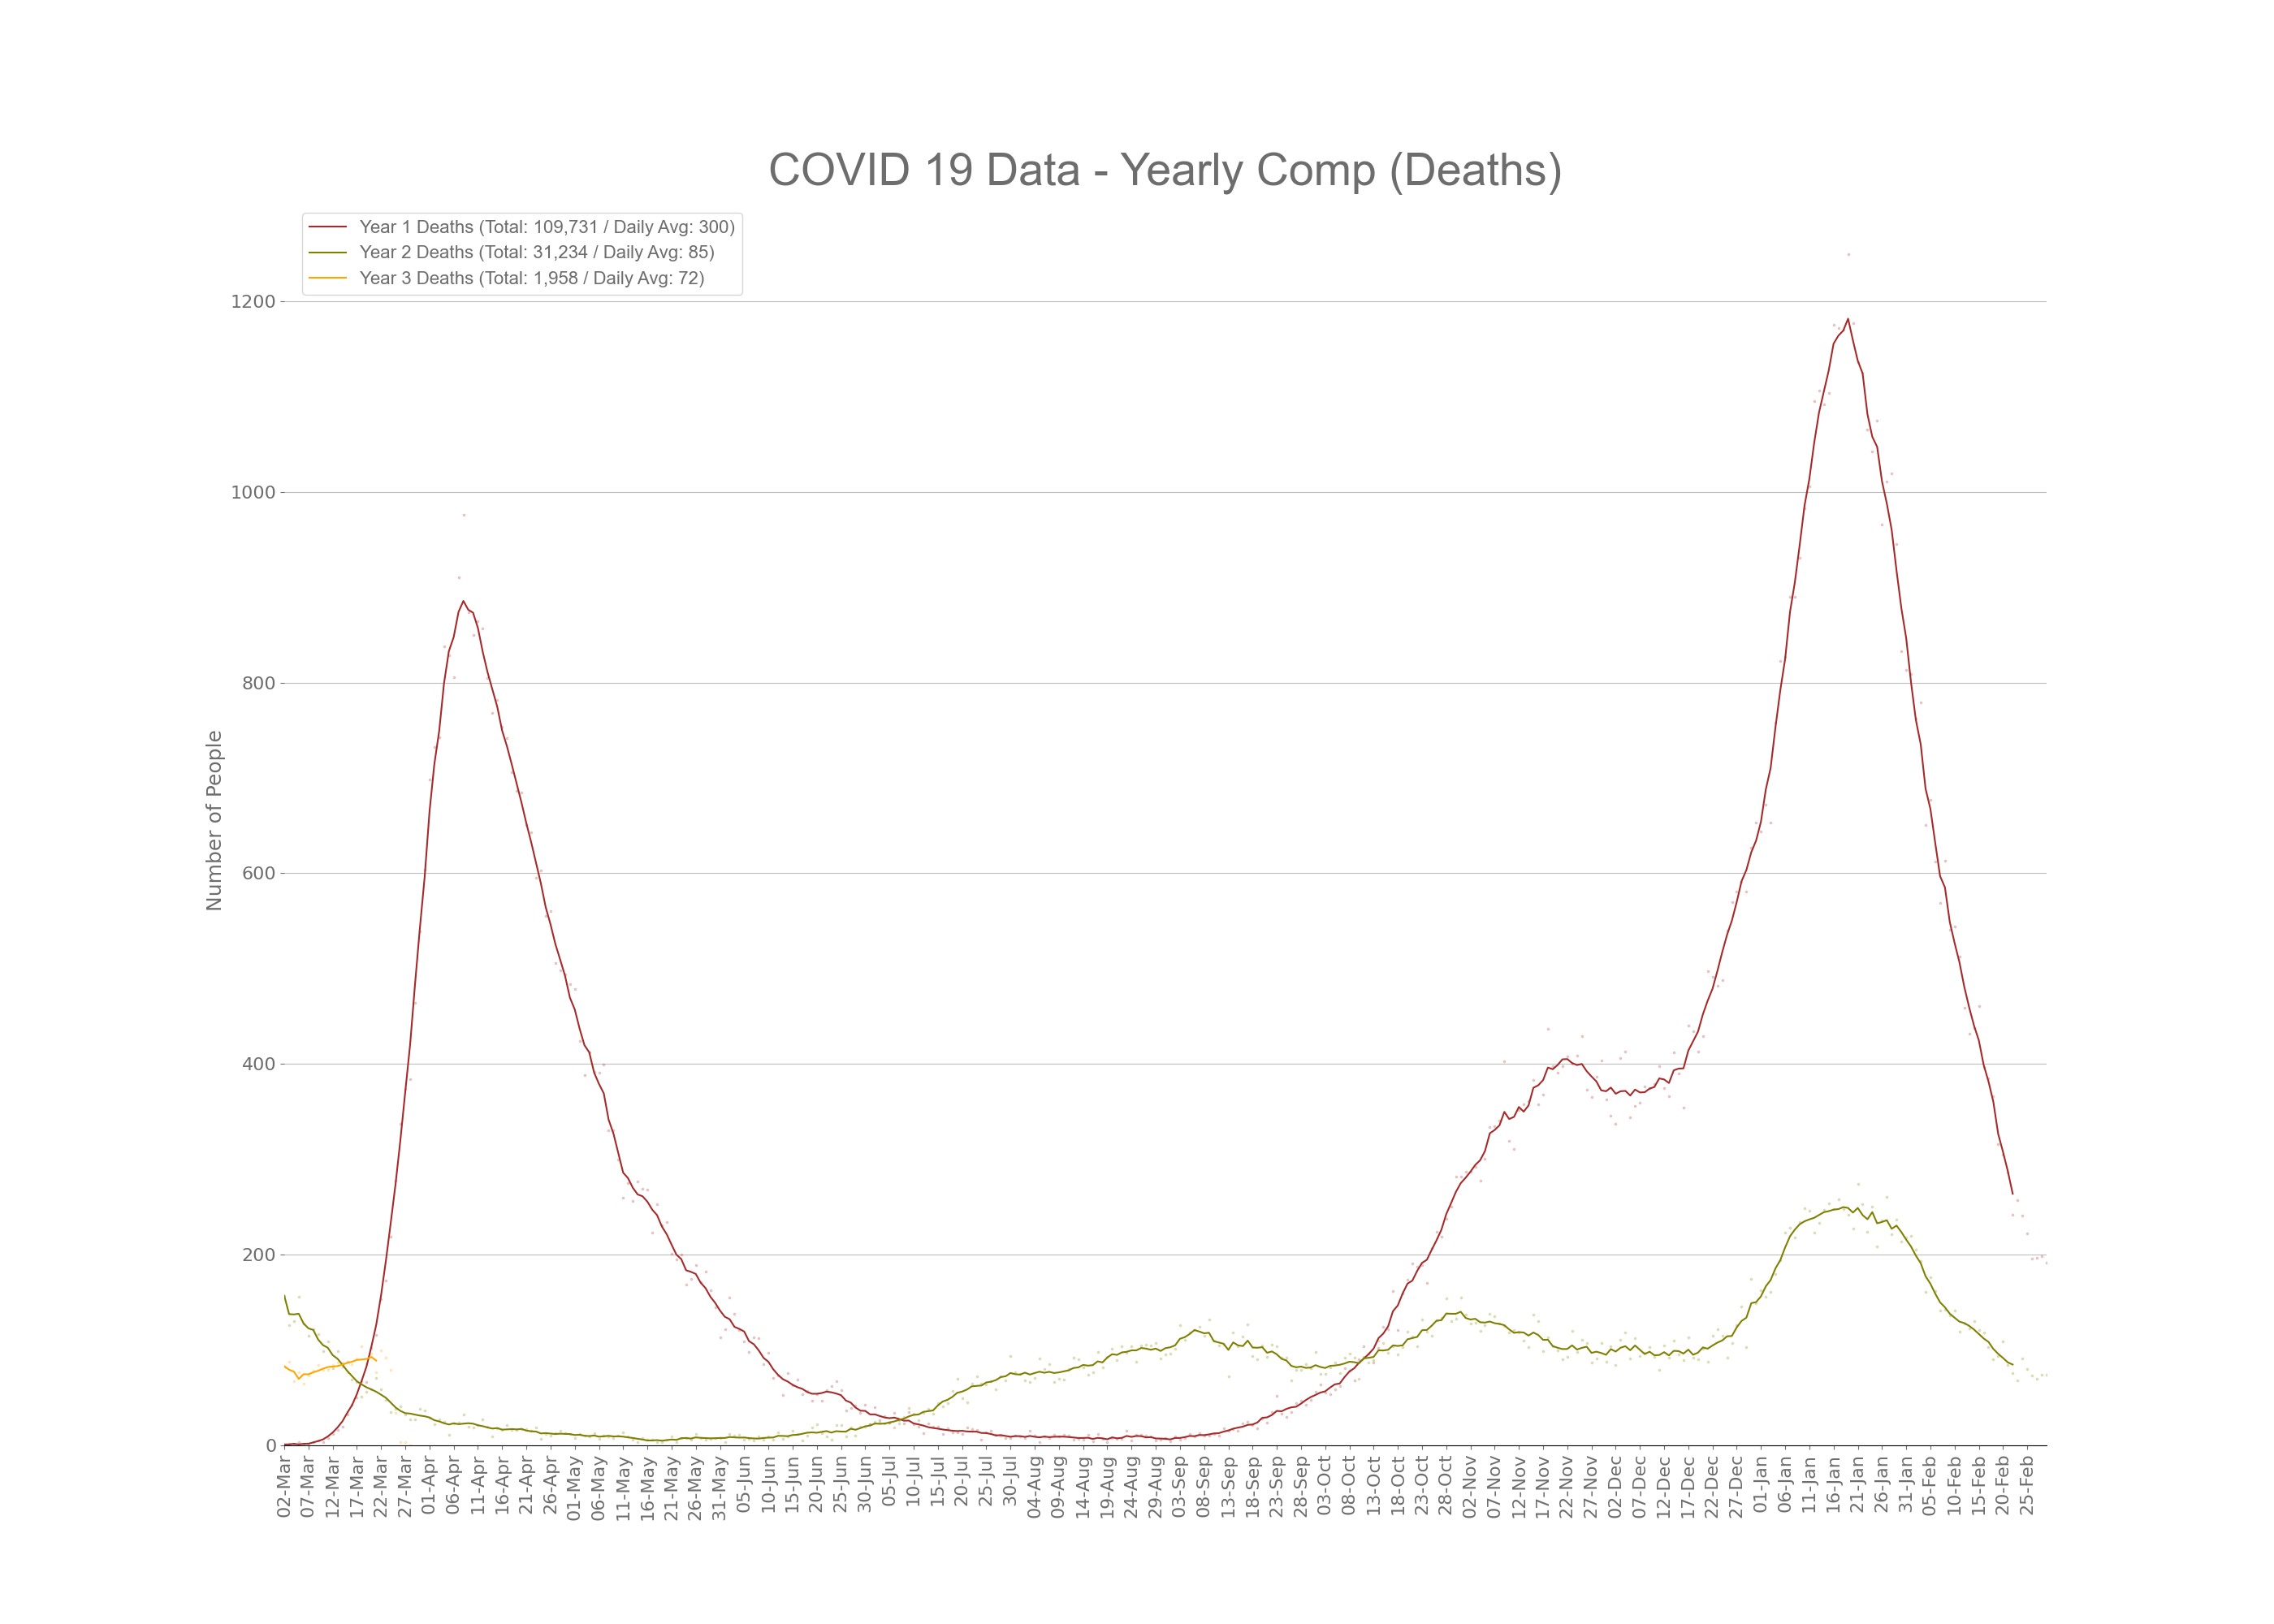 COVID 19 Data - Yearly Comp (Deaths)
Year 1 Deaths (Total: 109,731 / Daily Avg: 300)
Year 2 Deaths (Total: 31,234 / Daily Avg: 85)
Year 3 Deaths (Total: 1,958 / Daily Avg: 72)
Number of People
1200
1000
800
600
400
200
0
02-Mar
07-Mar
12-Mar
17-Mar
22-Mar
27-Mar
01-Apr
06-Apr
11-Apr
16-Apr
21-Apr
26-Apr
01-May
06-May
11-May
16-May
21-May
26-May
31-May
05-Jun
10-Jun
15-Jun
20-Jun
25-Jun
30-Jun
05-Jul
10-Jul
15-Jul
20-Jul
25-Jul
30-Jul
04-Aug
09-Aug
14-Aug
19-Aug
24-Aug
29-Aug
03-Sep
08-Sep
13-Sep
18-Sep
23-Sep
28-Sep
03-Oct
08-Oct
13-Oct
18-Oct
23-Oct
28-Oct
02-Nov
07-Nov
12-Nov
17-Nov
22-Nov
27-Nov
02-Dec
07-Dec
12-Dec
17-Dec
22-Dec
27-Dec
01-Jan
06-Jan
11-Jan
16-Jan
21-Jan
26-Jan
31-Jan
05-Feb
10-Feb
15-Feb
20-Feb
25-Feb